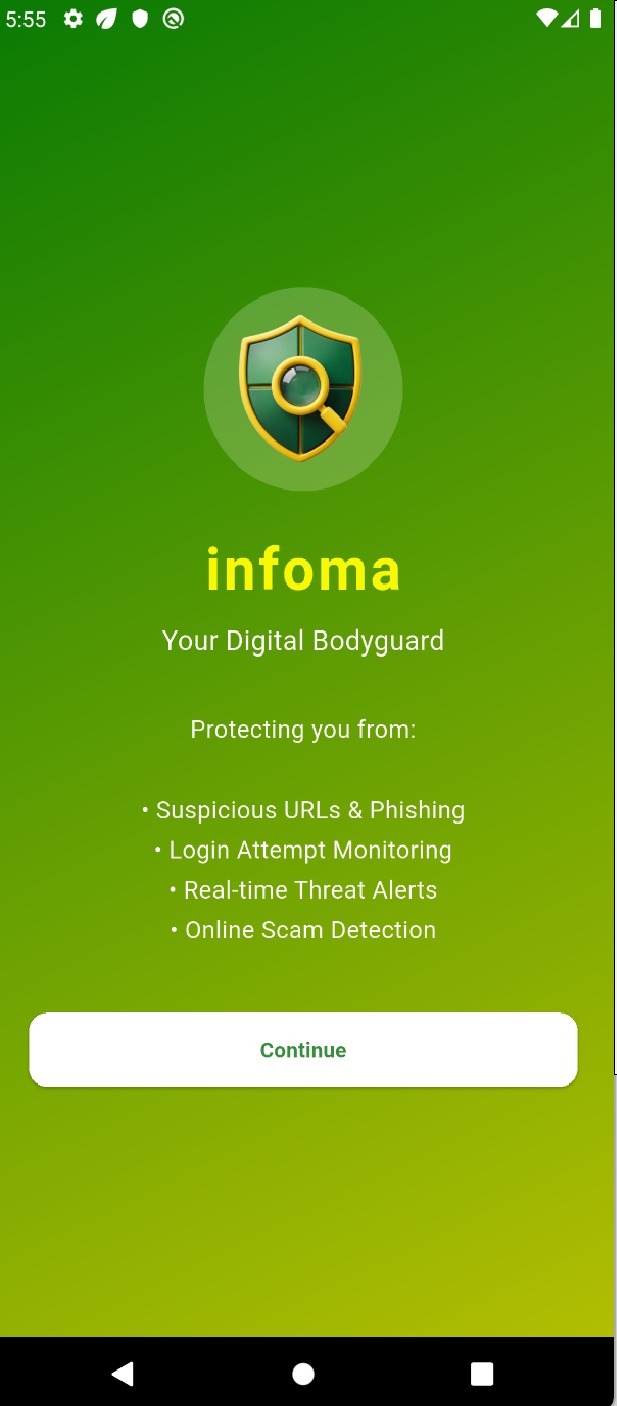 5:55
infoma
Your Digital Bodyguard
Protecting you from:
• Suspicious URLs & Phishing
• Login Attempt Monitoring
• Real-time Threat Alerts
• Online Scam Detection
Continue